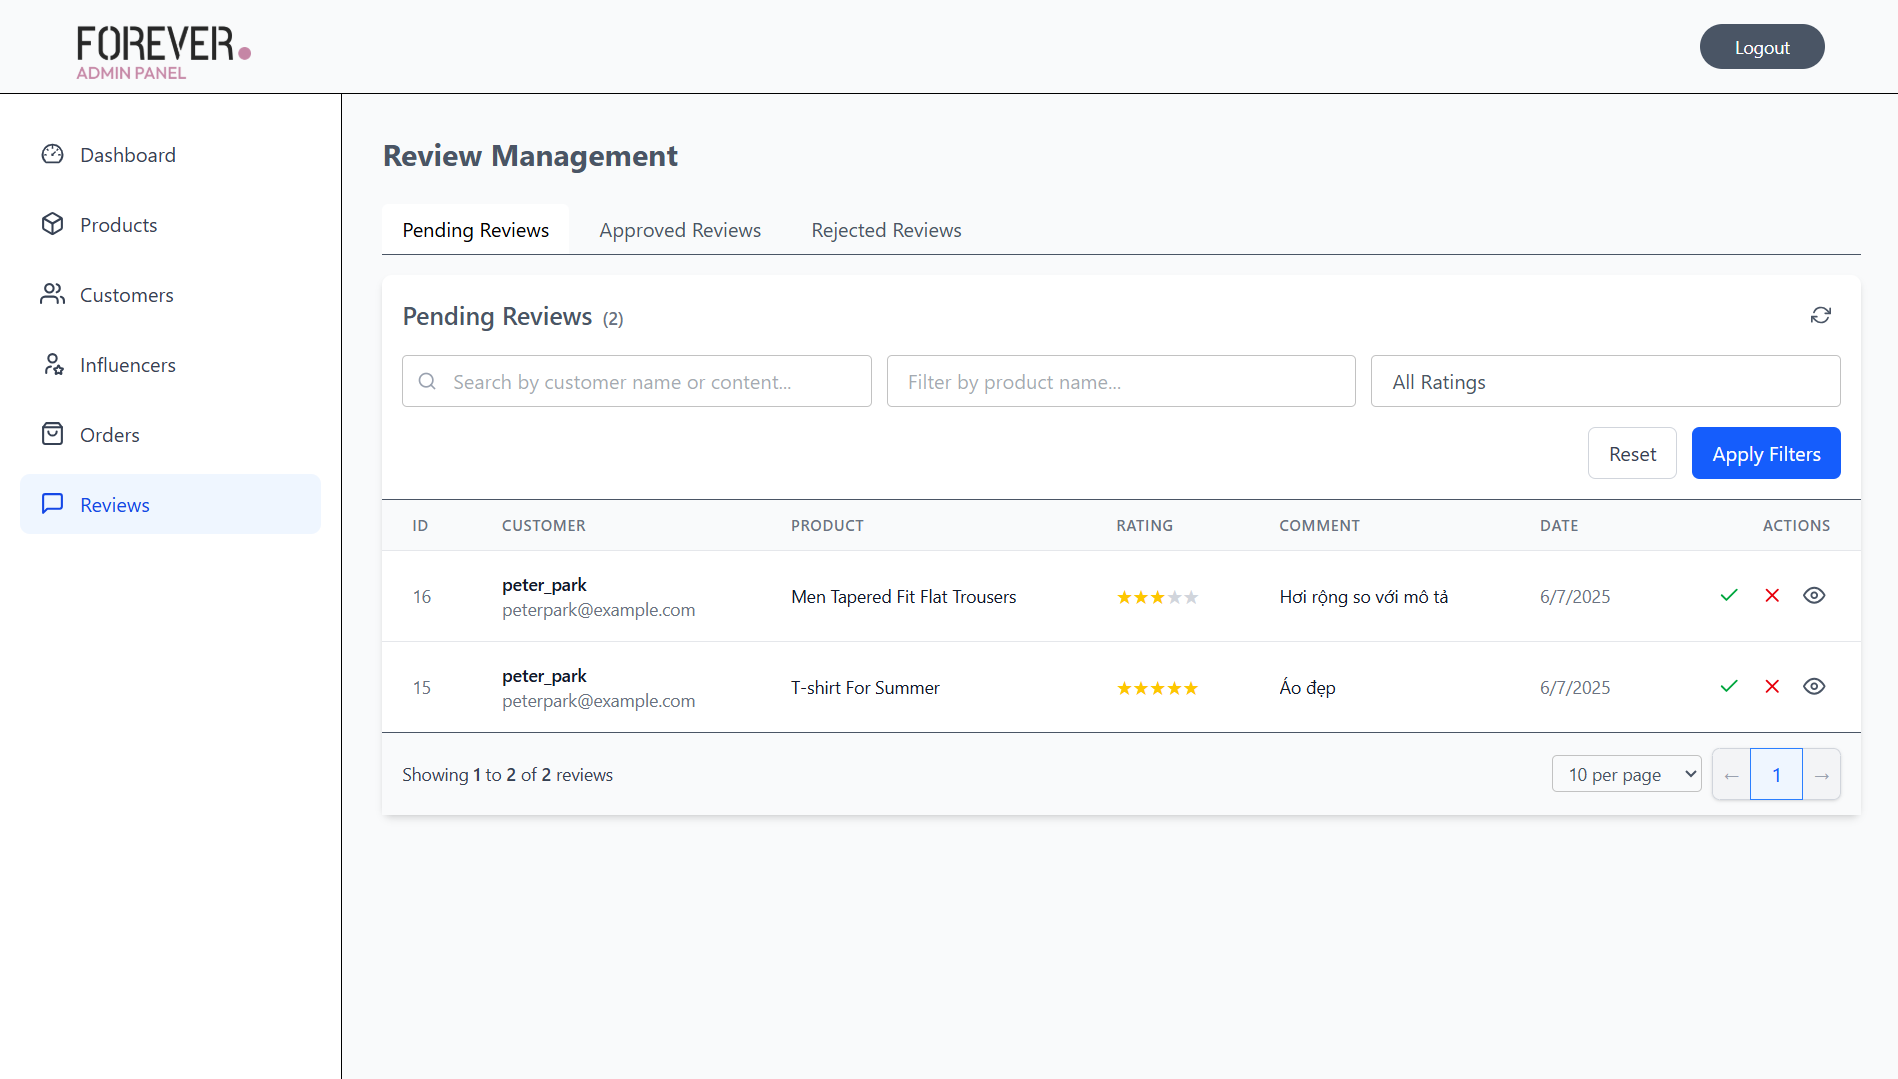 FOREVER.
ADMIN PANEL
Logout
Dashboard
Products
Customers
Influencers
Orders
Reviews
Review Management
Pending Reviews Approved Reviews Rejected Reviews
Pending Reviews (2)
Search by customer name or content...
Filter by product name...
All Ratings
Reset
Apply Filters
ID CUSTOMER PRODUCT RATING COMMENT DATE ACTIONS
16 peter_park Men Tapered Fit Flat Trousers Hơi rộng so với mô tả 6/7/2025
peterpark@example.com
15 peter_park T-shirt For Summer Áo đẹp 6/7/2025
peterpark@example.com
Showing 1 to 2 of 2 reviews
10 per page
← 1 →